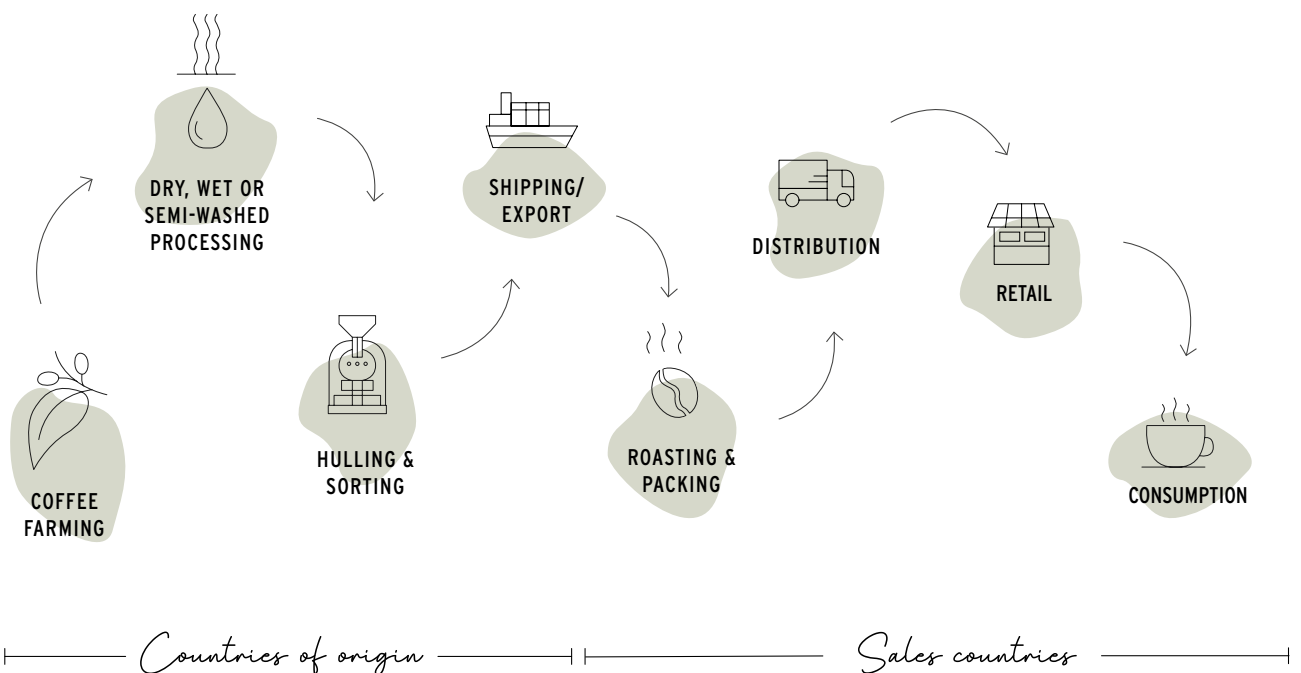 DRY, WET OR
SEMI-WASHED
PROCESSING
SHIPPING/
EXPORT
DISTRIBUTION
RETAIL
HULLING &
SORTING
ROASTING &
PACKING
COFFEE
FARMING
CONSUMPTION
Countries of origin
Sales countries